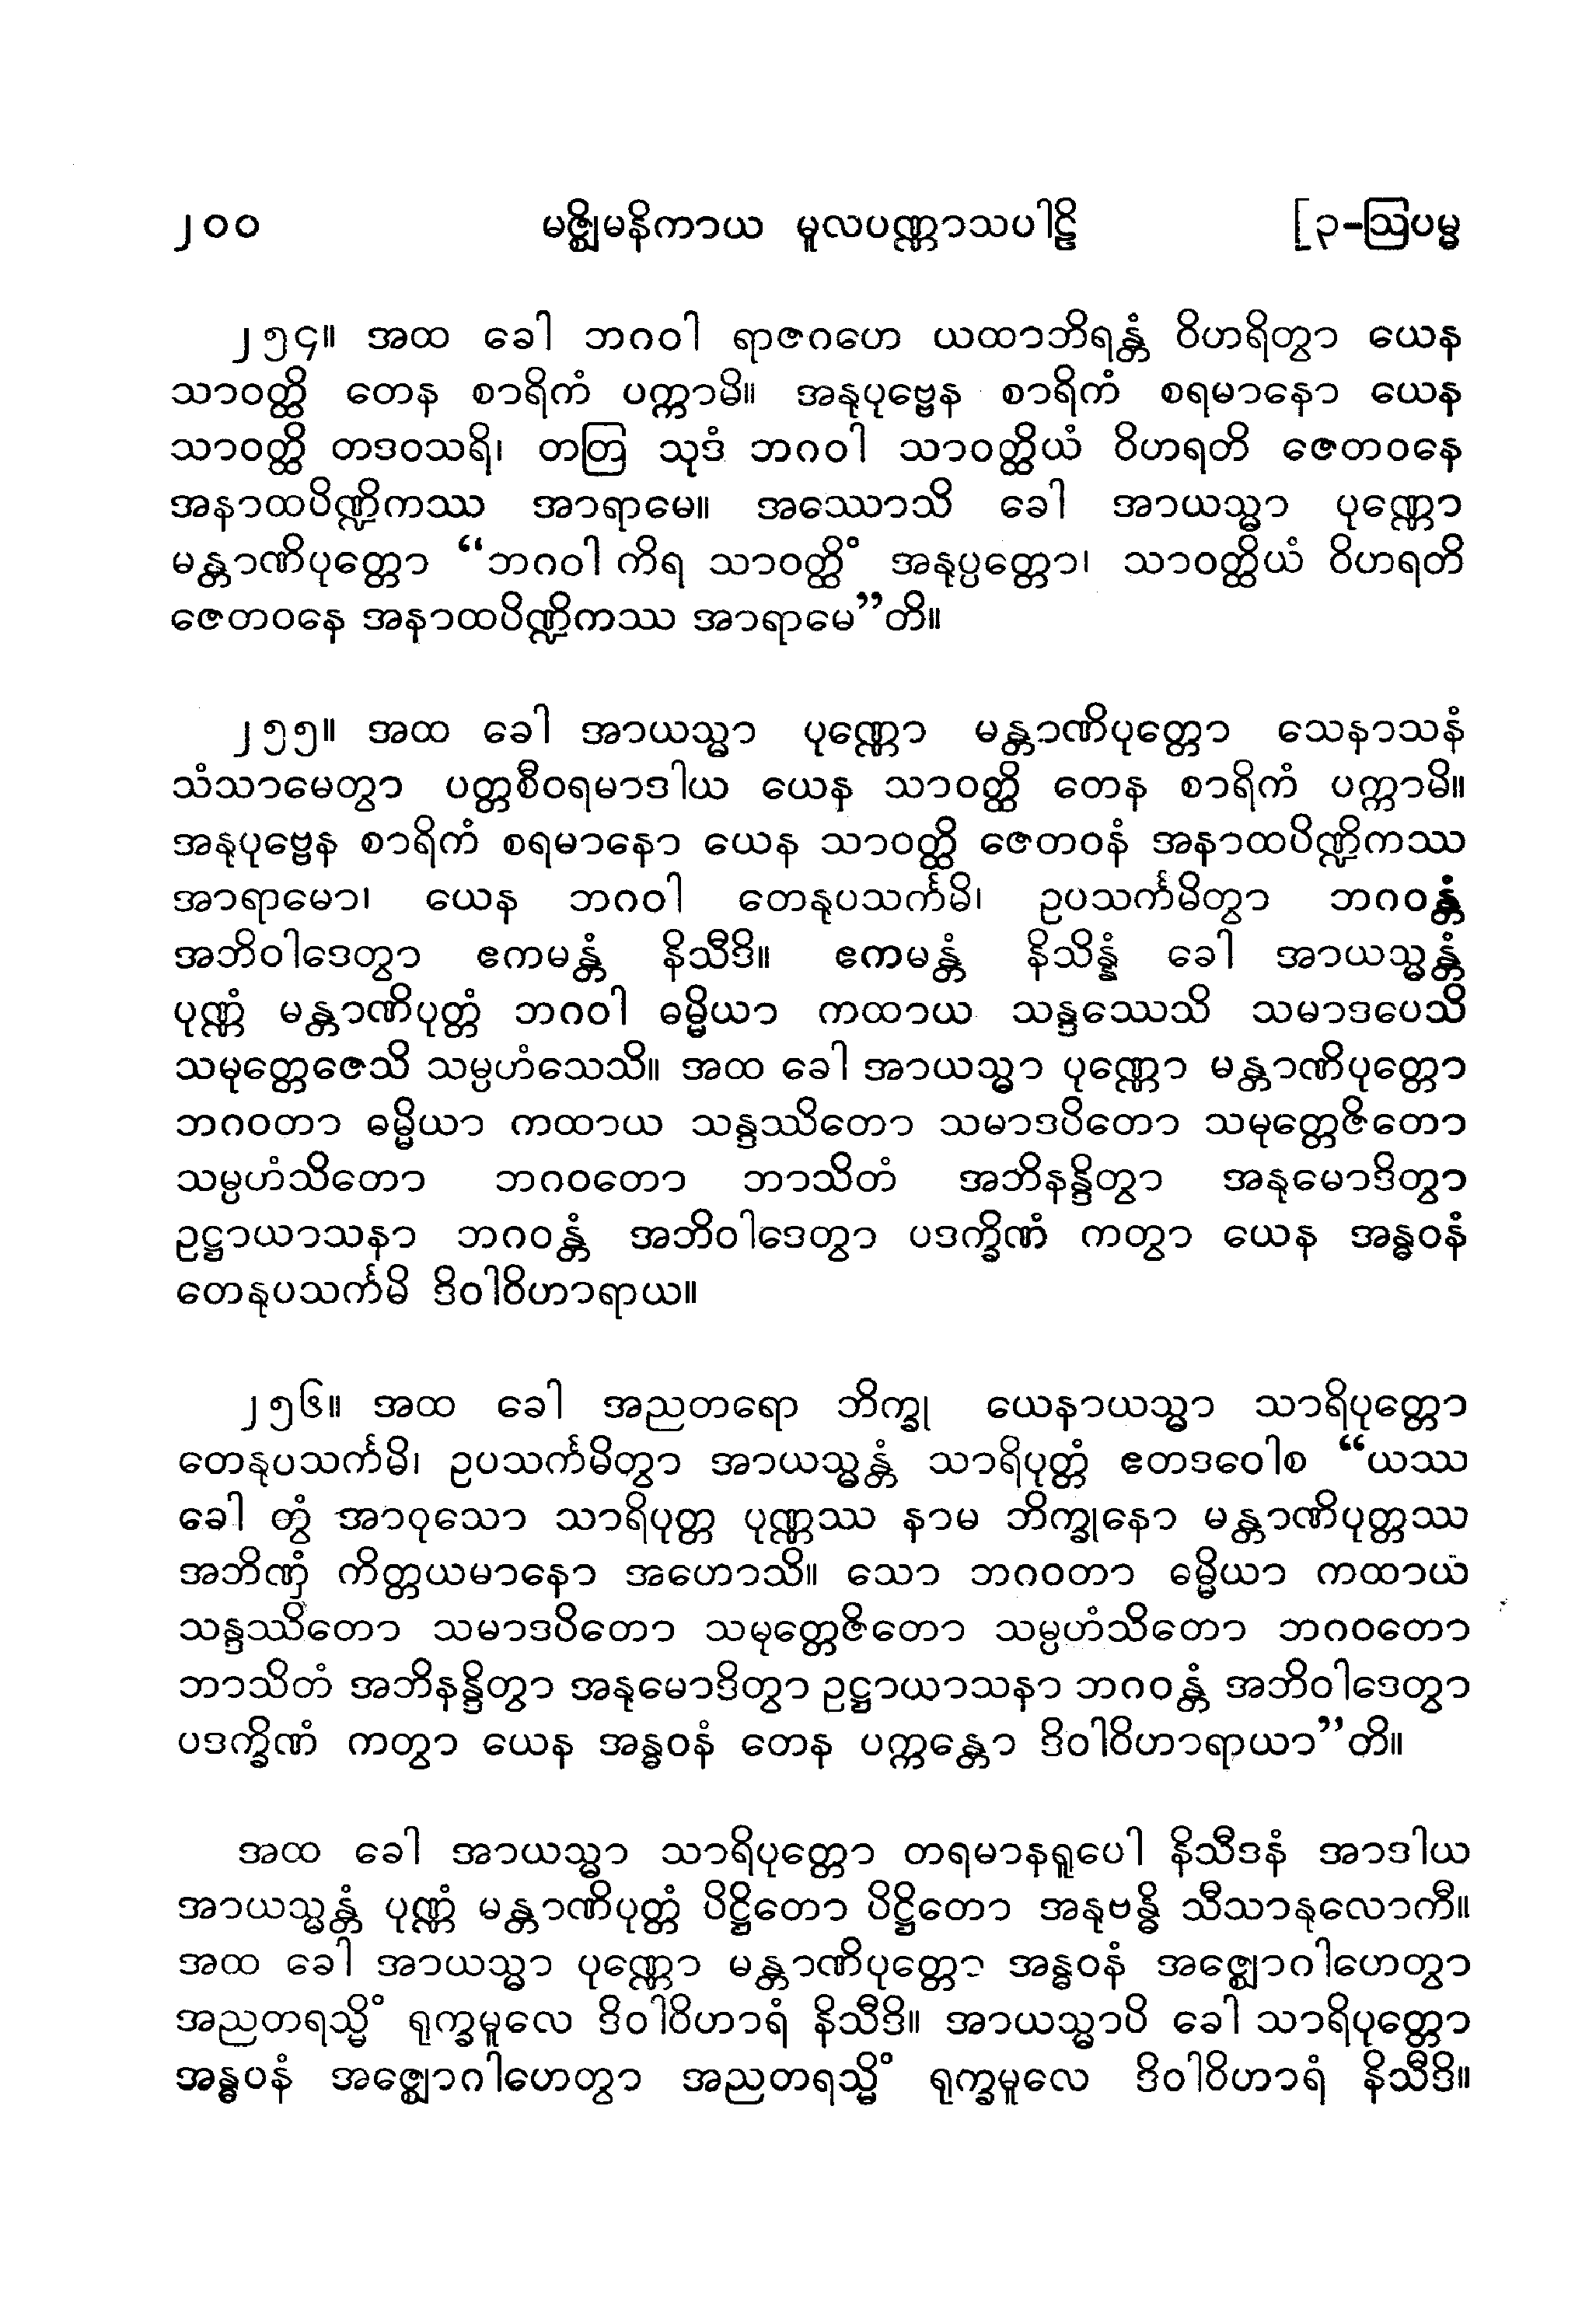 ၂၀၀ မဇ္ဈိမနိကာယ မူလပဏ္ဏာသပါဠိ [၃-ဩပမ္မ
၂၅၄။ အထ ခေါ ဘဂဝါ ရာဇဂဟေ ယထာဘိရန္တံ ဝိဟရိတွာ ယေန
သာဝတ္ထိ တေန စာရိကံ ပက္ကာမိ။ အနုပုဗ္ဗေန စာရိကံ စရမာနော ယေန
သာဝတ္ထိ တဒဝသရိ၊ တတြ သုဒံ ဘဂဝါ သာဝတ္ထိယံ ဝိဟရတိ ဇေတဝနေ
အနာထပိဏ္ဍိကဿ အာရာမေ။ အဿောသိ ခေါ အာယသ္မာ ပုဏ္ဏော
မန္တာဏိပုတ္တော “ဘဂဝါ ကိရ သာဝတ္ထိံ အနုပ္ပတ္တော၊ သာဝတ္ထိယံ ဝိဟရတိ
ဇေတဝနေ အနာထပိဏ္ဍိကဿ အာရာမေ”တိ။
၂၅၅။ အထ ခေါ အာယသ္မာ ပုဏ္ဏော မန္တာဏိပုတ္တော သေနာသနံ
သံသာမေတွာ ပတ္တစီဝရမာဒါယ ယေန သာဝတ္ထိ တေန စာရိကံ ပက္ကာမိ။
အနုပုဗ္ဗေန စာရိကံ စရမာနော ယေန သာဝတ္ထိ ဇေတဝနံ အနာထပိဏ္ဍိကဿ
အာရာမော၊ ယေန ဘဂဝါ တေနုပသင်္ကမိ၊ ဥပသင်္ကမိတွာ ဘဂဝန္တံ
အဘိဝါဒေတွာ ဧကမန္တံ နိသီဒိ။ ဧကမန္တံ နိသိန္နံ ခေါ အာယသ္မန္တံ
ပုဏ္ဏံ မန္တာဏိပုတ္တံ ဘဂဝါ ဓမ္မိယာ ကထာယ သန္ဒဿေသိ သမာဒပေသိ
သမုတ္တေဇေသိ သမ္ပဟံသေသိ။ အထ ခေါ အာယသ္မာ ပုဏ္ဏော မန္တာဏိပုတ္တော
ဘဂဝတာ ဓမ္မိယာ ကထာယ သန္ဒဿိတော သမာဒပိတော သမုတ္တေဇိတော
သမ္ပဟံသိတော ဘဂဝတော ဘာသိတံ အဘိနန္ဒိတွာ အနုမောဒိတွာ
ဥဋ္ဌာယာသနာ ဘဂဝန္တံ အဘိဝါဒေတွာ ပဒက္ခိဏံ ကတွာ ယေန အန္ဓဝနံ
တေနုပသင်္ကမိ ဒိဝါဝိဟာရာယ။
၂၅၆။ အထ ခေါ အညတရော ဘိက္ခု ယေနာယသ္မာ သာရိပုတ္တော
တေနုပသင်္ကမိ၊ ဥပသင်္ကမိတွာ အာယသ္မန္တံ သာရိပုတ္တံ ဧတဒဝေါစ “ယဿ
ခေါ တွံ အာဝုသော သာရိပုတ္တ ပုဏ္ဏဿ နာမ ဘိက္ခုနော မန္တာဏိပုတ္တဿ
အဘိဏှံ ကိတ္တယမာနော အဟောသိ။ သော ဘဂဝတာ ဓမ္မိယာ ကထာယ
သန္ဒဿိတော သမာဒပိတော သမုတ္တေဇိတော သမ္ပဟံသိတော ဘဂဝတော
ဘာသိတံ အဘိနန္ဒိတွာ အနုမောဒိတွာ ဥဋ္ဌာယာသနာ ဘဂဝန္တံ အဘိဝါဒေတွာ
ပဒက္ခိဏံ ကတွာ ယေန အန္ဓဝနံ တေန ပက္ကန္တော ဒိဝါဝိဟာရာယာ”တိ။
အထ ခေါ အာယသ္မာ သာရိပုတ္တော တရမာနရူပေါ နိသီဒနံ အာဒါယ
အာယသ္မန္တံ ပုဏ္ဏံ မန္တာဏိပုတ္တံ ပိဋ္ဌိတော ပိဋ္ဌိတော အနုဗန္ဓိ သီသာနုလောကီ။
အထ ခေါ အာယသ္မာ ပုဏ္ဏော မန္တာဏိပုတ္တော အန္ဓဝနံ အဇ္ဈောဂါဟေတွာ
အညတရသ္မိံ ရုက္ခမူလေ ဒိဝါဝိဟာရံ နိသီဒိ။ အာယသ္မာပိ ခေါ သာရိပုတ္တော
အန္ဓဝနံ အဇ္ဈောဂါဟေတွာ အညတရသ္မိံ ရုက္ခမူလေ ဒိဝါဝိဟာရံ နိသီဒိ။